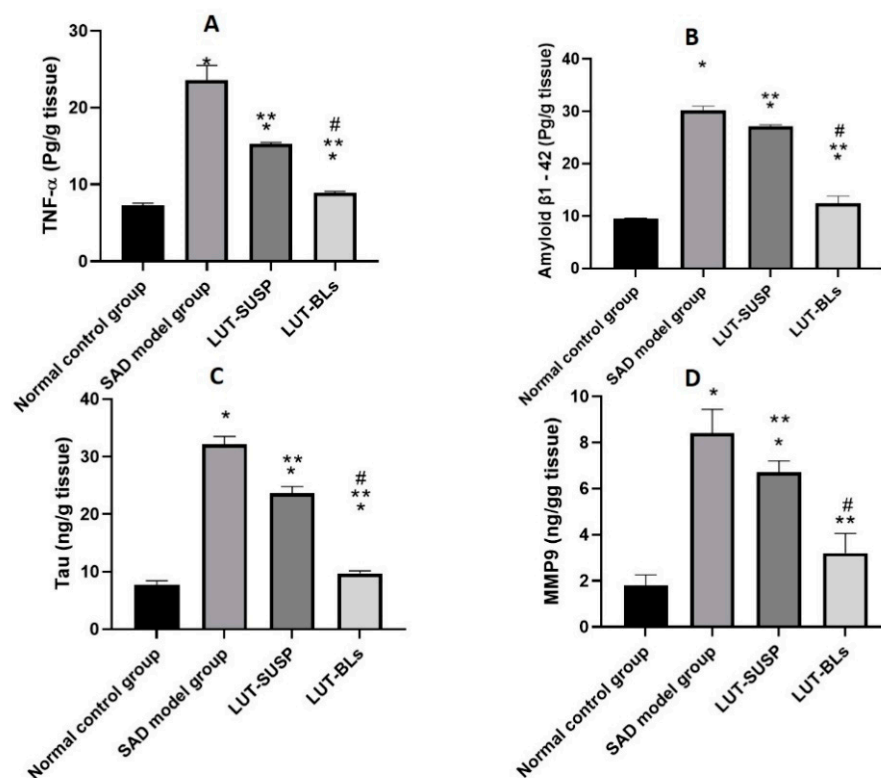 A
TNF-α (Pg/g tissue)
30
20
10
0
*
**
*
#
**
*
Normal control group
SAD model group
LUT-SUSP
LUT-BLs
B
Amyloid β1 - 42 (Pg/g tissue)
40
30
20
10
0
*
**
*
#
**
*
Normal control group
SAD model group
LUT-SUSP
LUT-BLs
C
Tau (ng/g tissue)
40
30
20
10
0
*
**
*
#
**
*
Normal control group
SAD model group
LUT-SUSP
LUT-BLs
D
MMP9 (ng/gg tissue)
10
8
6
4
2
0
*
**
*
#
**
Normal control group
SAD model group
LUT-SUSP
LUT-BLs